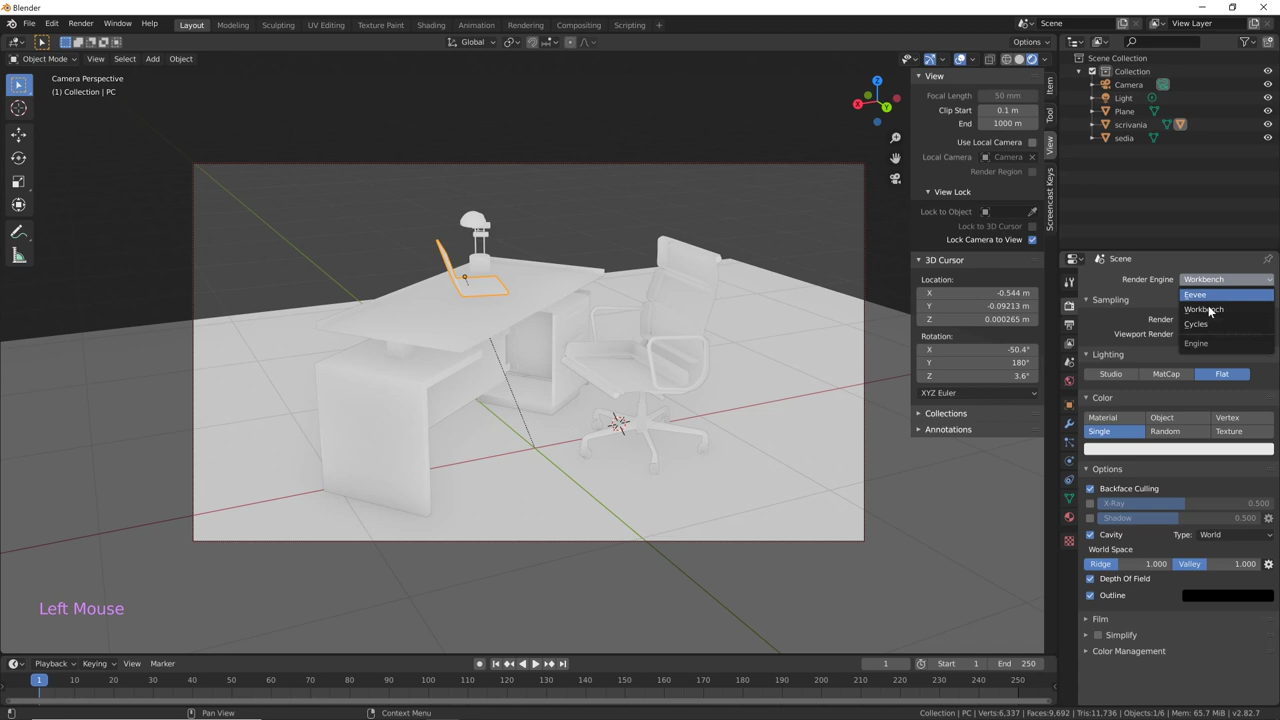 Blender
File Edit Render Window Help Layout Modeling Sculpting UV Editing Texture Paint Shading Animation Rendering Compositing Scripting + Scene View Layer
Global Options
Object Mode View Select Add Object
Camera Perspective
(1) Collection | PC
X
Y
Z
View
Focal Length 50 mm
Clip Start 0.1 m
End 1000 m
Use Local Camera
Local Camera Camera
Render Region
View Lock
Lock to Object
Lock to 3D Cursor
Lock Camera to View
3D Cursor
Location:
X -0.544 m
Y -0.09213 m
Z 0.000265 m
Rotation:
X -50.4°
Y 180°
Z 3.6°
XYZ Euler
Collections
Annotations
Item
Tool
View
Screencast Keys
Scene Collection
Collection
Camera
Light
Plane
scrivania
sedia
Scene
Render Engine Workbench
Eevee
Workbench
Cycles
Engine
Sampling
Render
Viewport Render
Lighting
Studio MatCap Flat
Color
Material Object Vertex
Single Random Texture
Options
Backface Culling
X-Ray 0.500
Shadow 0.500
Cavity Type: World
World Space
Ridge 1.000 Valley 1.000
Depth Of Field
Outline
Film
Simplify
Color Management
Left Mouse
Playback Keying View Marker 1 Start 1 End 250
1 10 20 30 40 50 60 70 80 90 100 110 120 130 140 150 160 170 180 190 200 210 220 230 240 250
Pan View Context Menu Collection | PC | Verts:6,337 | Faces:9,692 | Tris:11,736 | Objects:1/6 | Mem: 65.7 MiB | v2.82.7